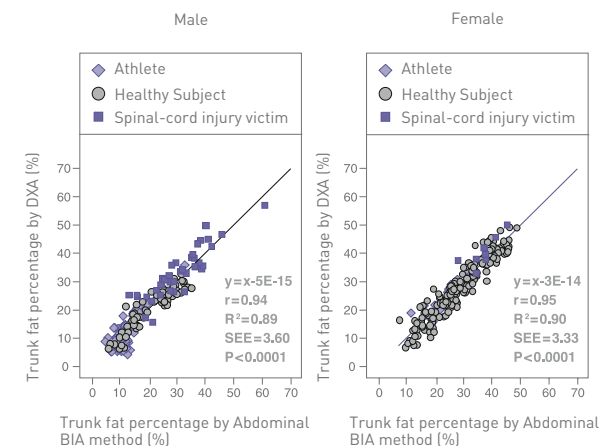 Male
Athlete
Healthy Subject
Spinal-cord injury victim
Trunk fat percentage by DXA (%)
70
60
50
40
30
20
10
0
y=x-5E-15
r=0.94
R²=0.89
SEE=3.60
P<0.0001
0 10 20 30 40 50 60 70
Trunk fat percentage by Abdominal
BIA method (%)
Female
Athlete
Healthy Subject
Spinal-cord injury victim
Trunk fat percentage by DXA (%)
70
60
50
40
30
20
10
0
y=x-3E-14
r=0.95
R²=0.90
SEE=3.33
P<0.0001
0 10 20 30 40 50 60 70
Trunk fat percentage by Abdominal
BIA method (%)